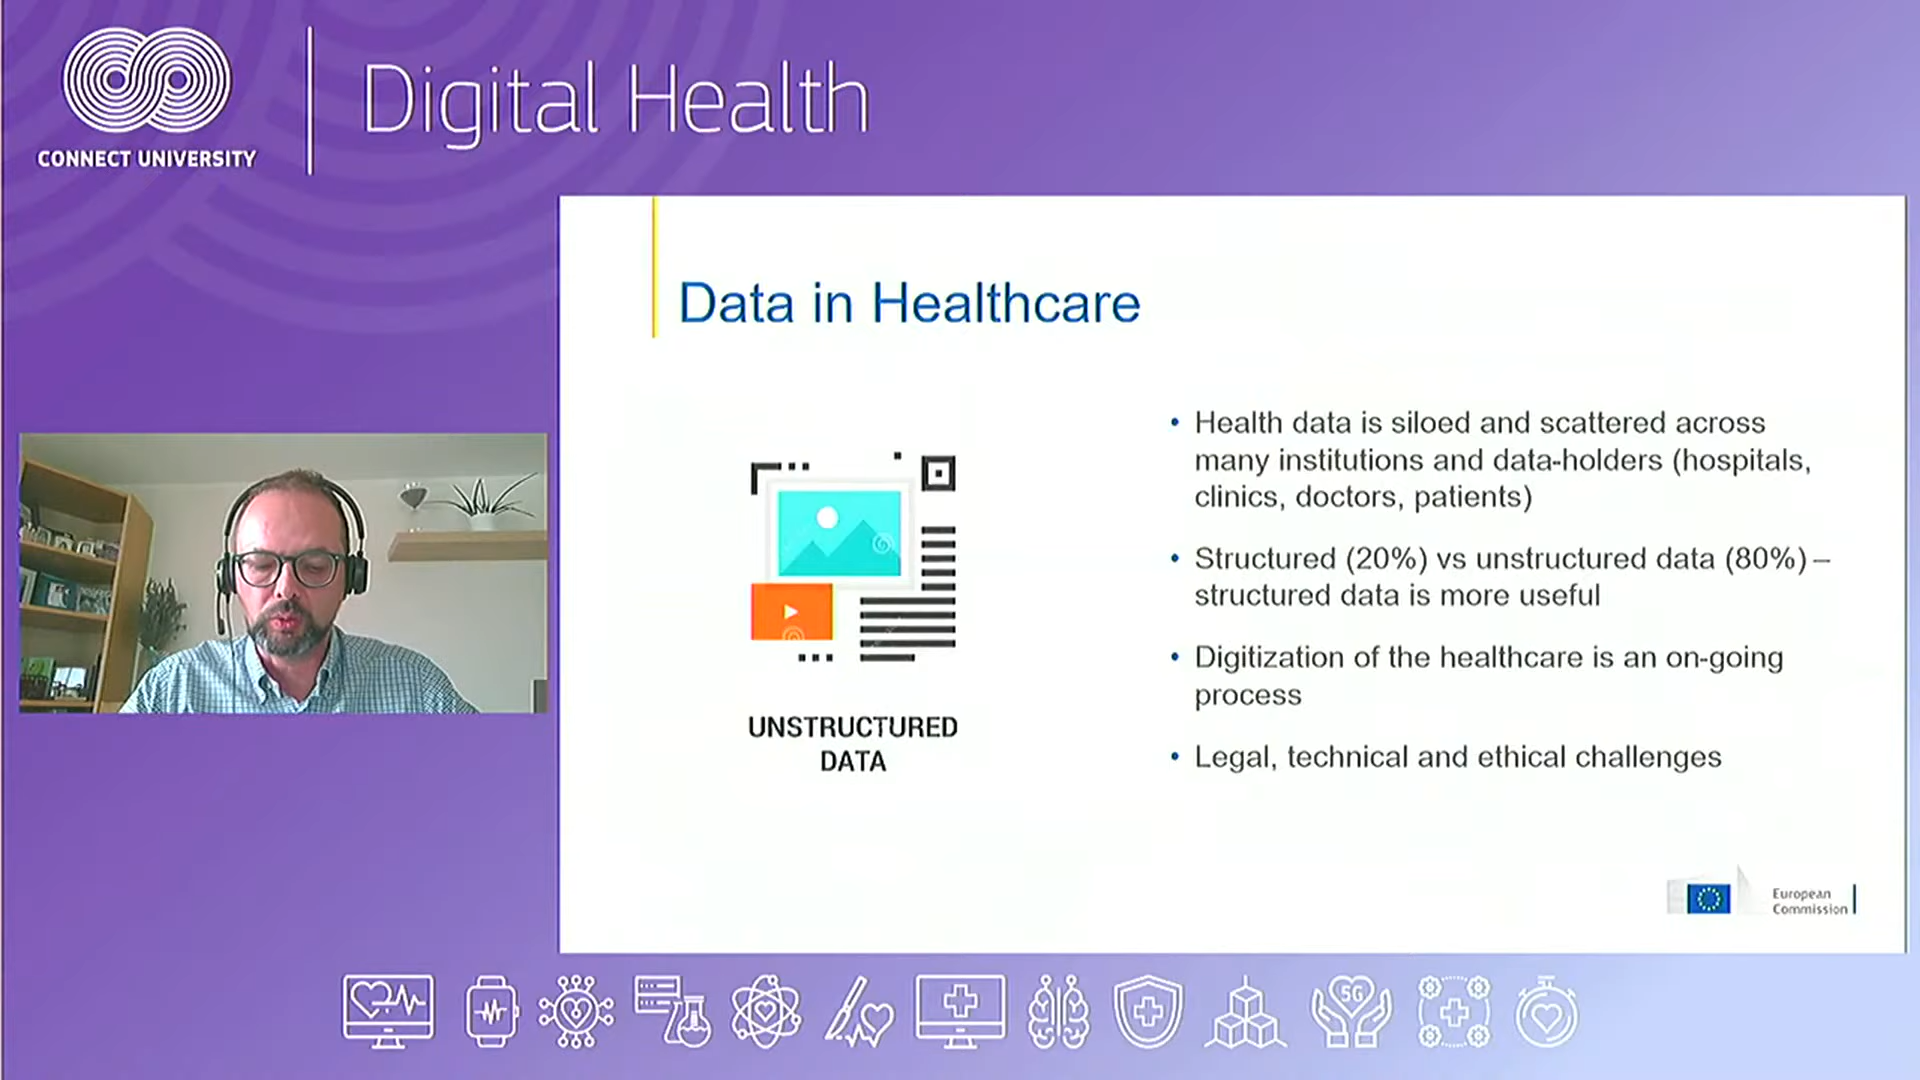 CONNECT UNIVERSITY
Digital Health
Data in Healthcare
UNSTRUCTURED
DATA
• Health data is siloed and scattered across
many institutions and data-holders (hospitals,
clinics, doctors, patients)
• Structured (20%) vs unstructured data (80%) –
structured data is more useful
• Digitization of the healthcare is an on-going
process
• Legal, technical and ethical challenges
European
Commission
5G